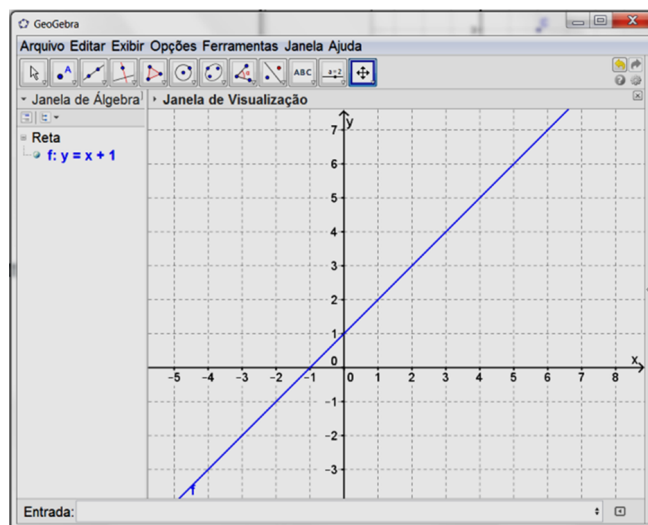 GeoGebra
Arquivo Editar Exibir Opções Ferramentas Janela Ajuda
A ABC a=2
Janela de Álgebra
Janela de Visualização
Reta
f: y = x + 1
y
7
6
5
4
3
2
1
0
-5 -4 -3 -2 -1 0 1 2 3 4 5 6 7 8 x
-1
-2
-3
f
Entrada: